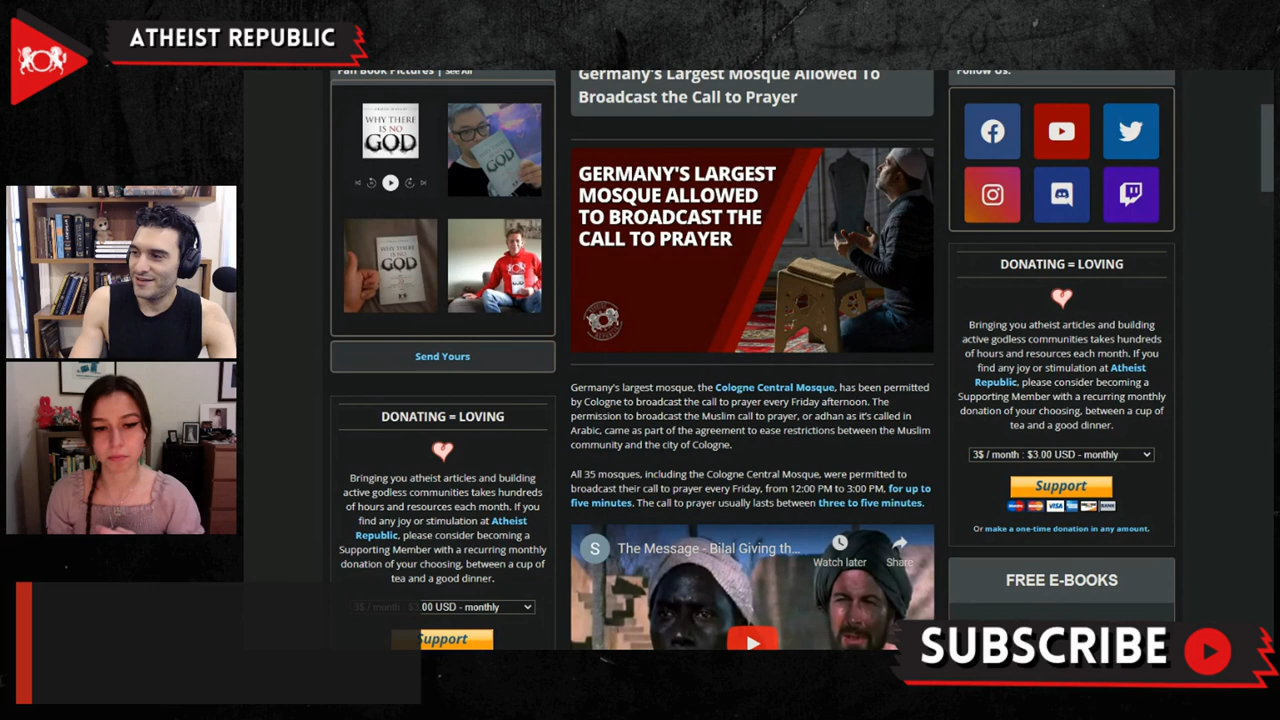 ATHEIST REPUBLIC
Fan Book Pictures | See All
WHY THERE
IS NO
GOD
GOD
WHY THERE
IS NO
GOD
Send Yours
DONATING = LOVING
Bringing you atheist articles and building
active godless communities takes hundreds
of hours and resources each month. If you
find any joy or stimulation at Atheist
Republic, please consider becoming a
Supporting Member with a recurring monthly
donation of your choosing, between a cup of
tea and a good dinner.
3$ / month : $3.00 USD - monthly
Support
Germany's Largest Mosque Allowed To
Broadcast the Call to Prayer
GERMANY'S LARGEST
MOSQUE ALLOWED
TO BROADCAST THE
CALL TO PRAYER
Germany's largest mosque, the Cologne Central Mosque, has been permitted
by Cologne to broadcast the call to prayer every Friday afternoon. The
permission to broadcast the Muslim call to prayer, or adhan as it's called in
Arabic, came as part of the agreement to ease restrictions between the Muslim
community and the city of Cologne.
All 35 mosques, including the Cologne Central Mosque, were permitted to
broadcast their call to prayer every Friday, from 12:00 PM to 3:00 PM, for up to
five minutes. The call to prayer usually lasts between three to five minutes.
S
The Message - Bilal Giving th...
Watch later
Share
Follow Us:
DONATING = LOVING
Bringing you atheist articles and building
active godless communities takes hundreds
of hours and resources each month. If you
find any joy or stimulation at Atheist
Republic, please consider becoming a
Supporting Member with a recurring monthly
donation of your choosing, between a cup of
tea and a good dinner.
3$ / month : $3.00 USD - monthly
Support
VISA
BANK
Or make a one-time donation in any amount.
FREE E-BOOKS
SUBSCRIBE